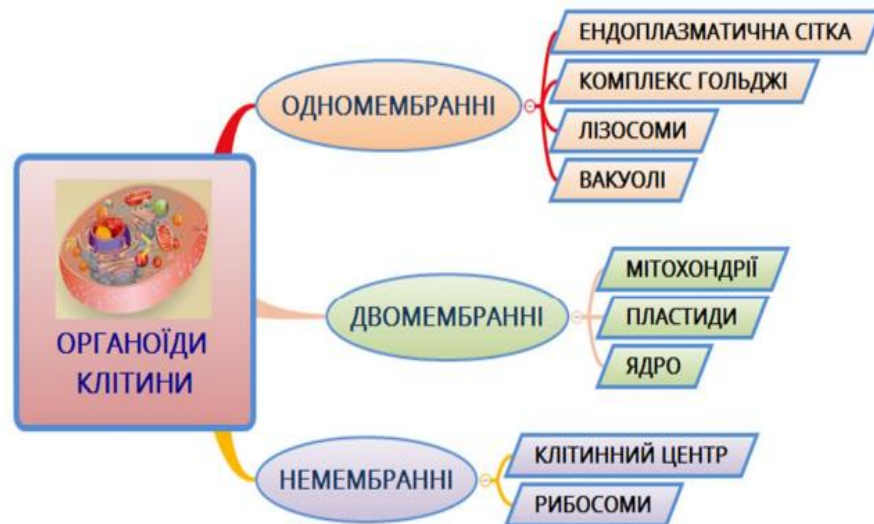 ОРГАНОЇДИ
КЛІТИНИ
ОДНОМЕМБРАННІ
ЕНДОПЛАЗМАТИЧНА СІТКА
КОМПЛЕКС ГОЛЬДЖІ
ЛІЗОСОМИ
ВАКУОЛІ
ДВОМЕМБРАННІ
МІТОХОНДРІЇ
ПЛАСТИДИ
ЯДРО
НЕМЕМБРАННІ
КЛІТИННИЙ ЦЕНТР
РИБОСОМИ